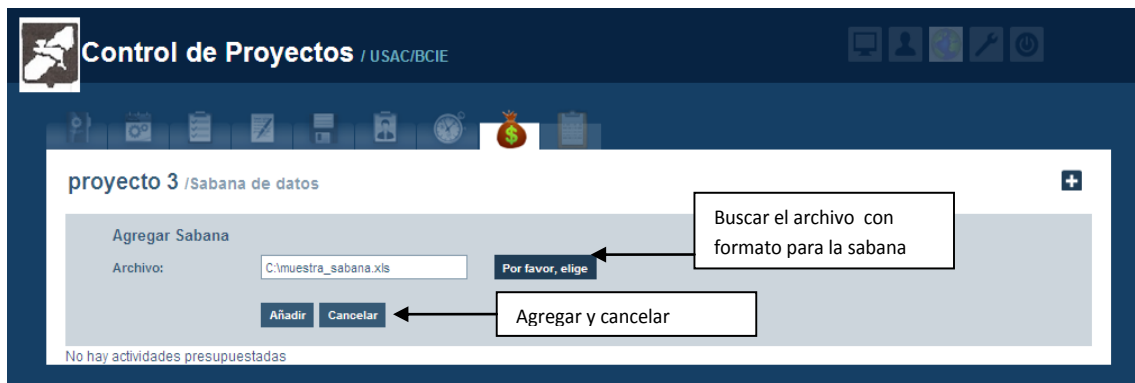 Control de Proyectos / USAC/BCIE
proyecto 3 /Sabana de datos
Buscar el archivo con
formato para la sabana
Agregar Sabana
Archivo:
C:\muestra_sabana.xls
Por favor, elige
Añadir
Cancelar
Agregar y cancelar
No hay actividades presupuestadas